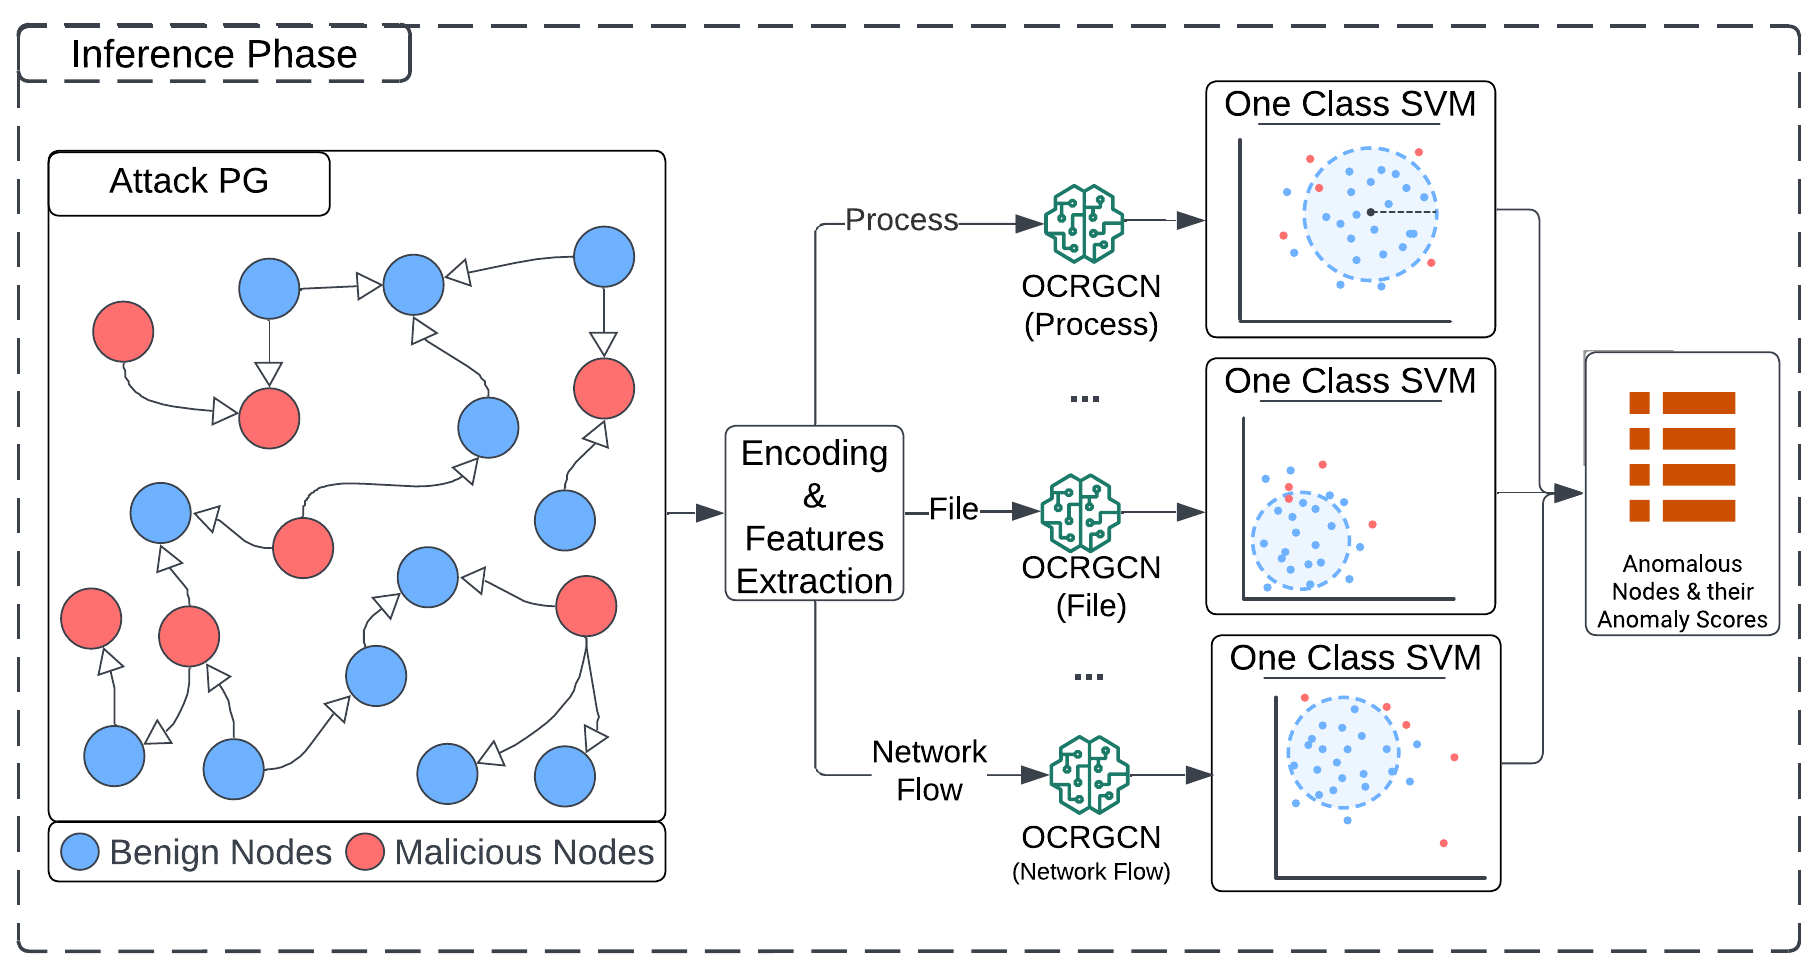 Inference Phase
Attack PG
Benign Nodes
Malicious Nodes
Encoding
&
Features
Extraction
Process
OCRGCN
(Process)
...
File
OCRGCN
(File)
...
Network
Flow
OCRGCN
(Network Flow)
One Class SVM
One Class SVM
One Class SVM
Anomalous
Nodes & their
Anomaly Scores